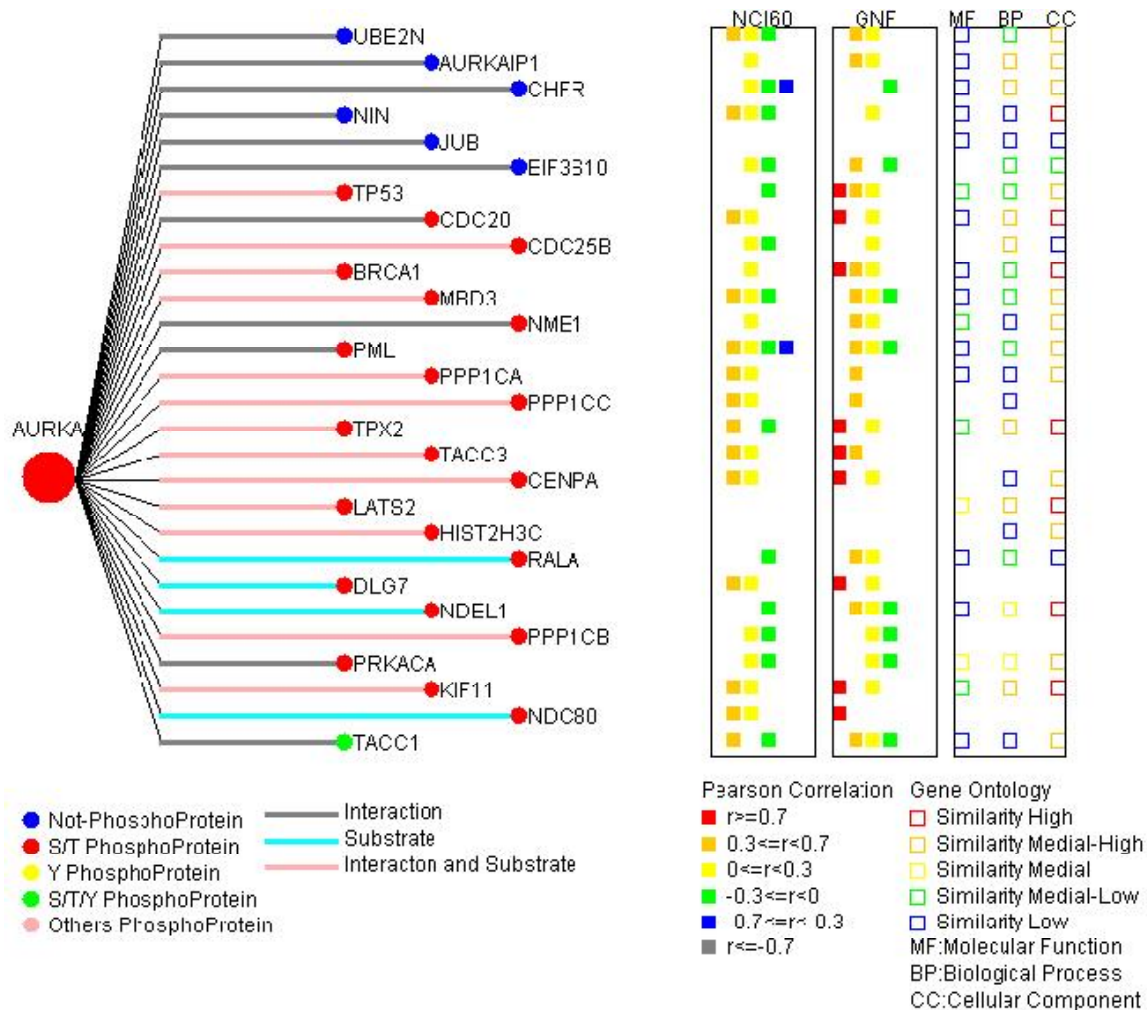 NCI60 GNF MF BP CC
UBE2N
AURKAIP1
CHFR
NIN
JUB
EIF3S10
TP53
CDC20
CDC25B
BRCA1
MBD3
NME1
PML
PPP1CA
PPP1CC
AURKA
TPX2
TACC3
CENPA
LATS2
HIST2H3C
RALA
DLG7
NDEL1
PPP1CB
PRKACA
KIF11
NDC80
TACC1
Not-PhosphoProtein
S/T PhosphoProtein
Y PhosphoProtein
S/T/Y PhosphoProtein
Others PhosphoProtein
Interaction
Substrate
Interacton and Substrate
Pearson Correlation
r>=0.7
0.3<=r<0.7
0<=r<0.3
-0.3<=r<0
-0.7<=r<-0.3
r<=-0.7
Gene Ontology
Similarity High
Similarity Medial-High
Similarity Medial
Similarity Medial-Low
Similarity Low
MF:Molecular Function
BP:Biological Process
CC:Cellular Component